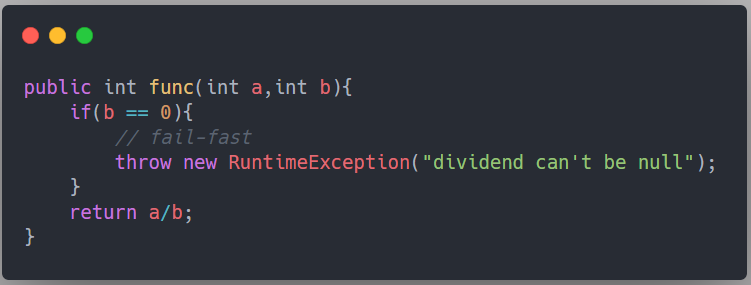 public int func(int a,int b){
    if(b == 0){
        // fail-fast
        throw new RuntimeException("dividend can't be null");
    }
    return a/b;
}